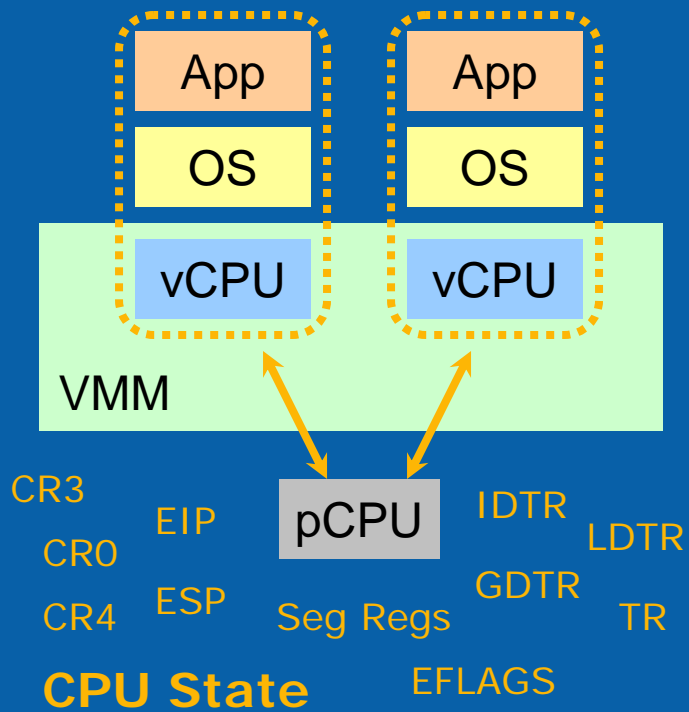 App
App
OS
OS
vCPU
vCPU
VMM
CR3
EIP
pCPU
IDTR
LDTR
CR0
CR4
ESP
Seg Regs
GDTR
TR
CPU State
EFLAGS